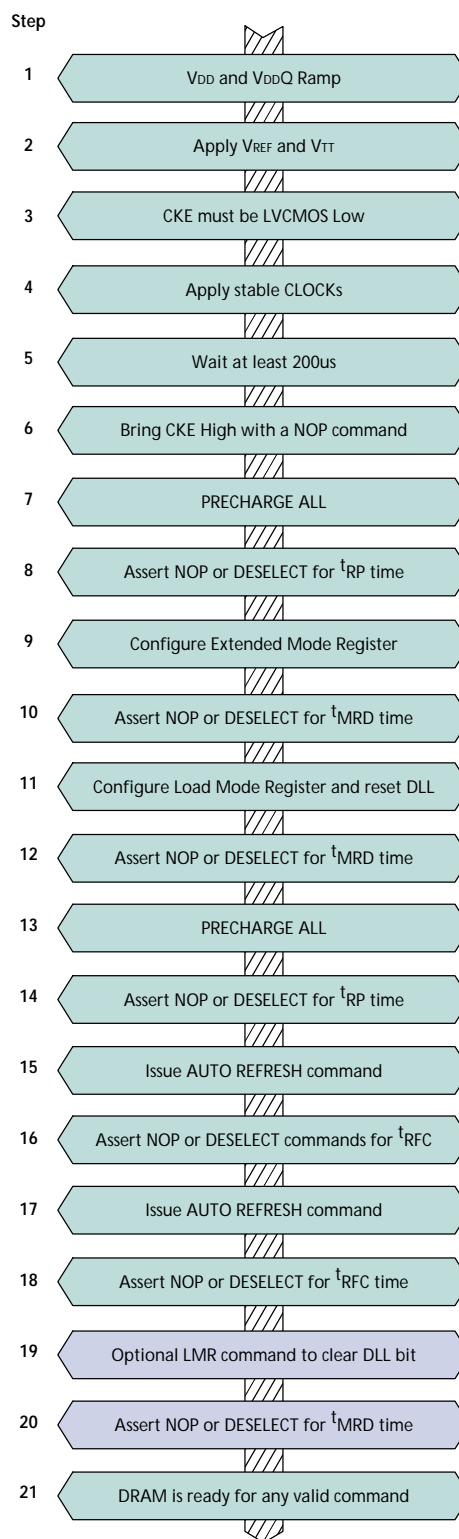 Step
1 VDD and VDDQ Ramp
2 Apply VREF and VTT
3 CKE must be LVCMOS Low
4 Apply stable CLOCKs
5 Wait at least 200us
6 Bring CKE High with a NOP command
7 PRECHARGE ALL
8 Assert NOP or DESELECT for tRP time
9 Configure Extended Mode Register
10 Assert NOP or DESELECT for tMRD time
11 Configure Load Mode Register and reset DLL
12 Assert NOP or DESELECT for tMRD time
13 PRECHARGE ALL
14 Assert NOP or DESELECT for tRP time
15 Issue AUTO REFRESH command
16 Assert NOP or DESELECT commands for tRFC
17 Issue AUTO REFRESH command
18 Assert NOP or DESELECT for tRFC time
19 Optional LMR command to clear DLL bit
20 Assert NOP or DESELECT for tMRD time
21 DRAM is ready for any valid command